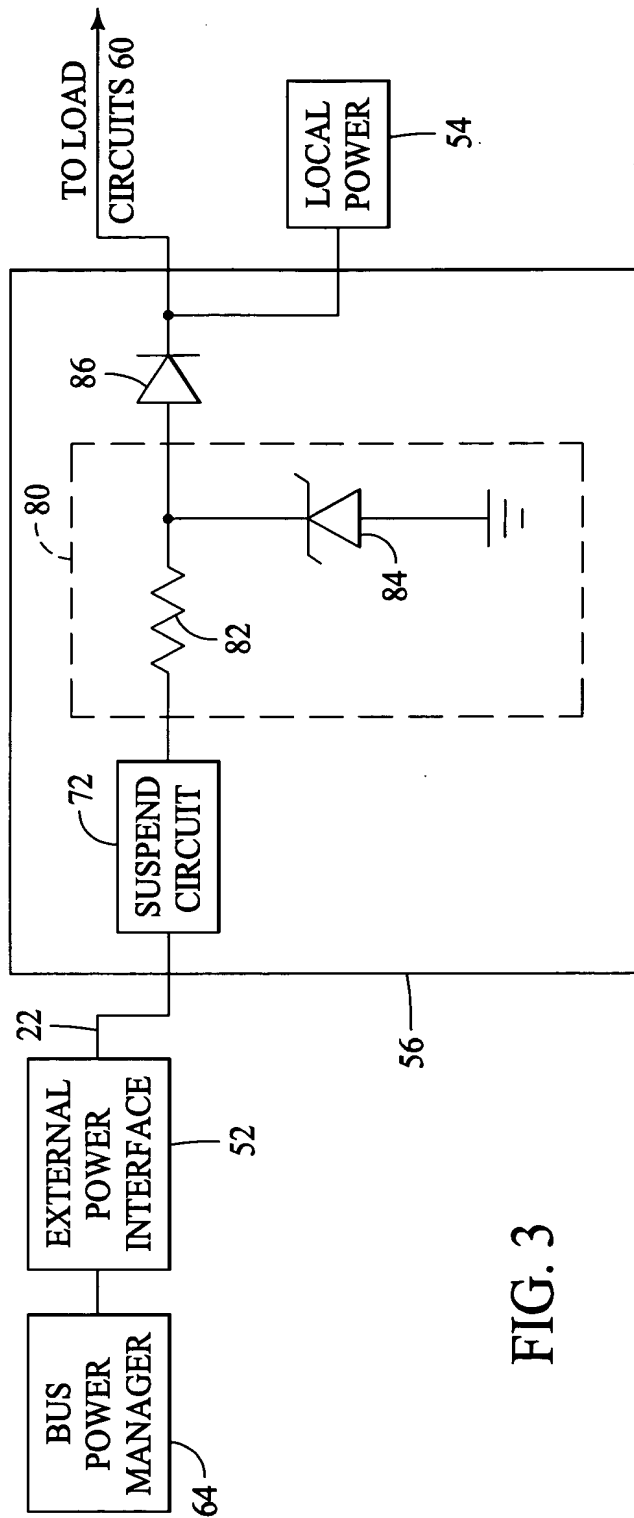 TO LOAD
CIRCUITS 60
86
80
72
SUSPEND
CIRCUIT
82
84
LOCAL
POWER
54
22
EXTERNAL
POWER
INTERFACE
52
BUS
POWER
MANAGER
64
56
FIG. 3